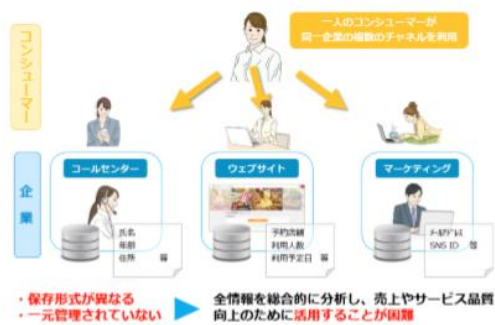 一人のコンシューマーが
同一企業の複数のチャネルを利用
コンシューマー
企業
コールセンター
ウェブサイト
マーケティング
氏名
年齢
住所 等
予約店舗
利用人数
利用予定日 等
メールアドレス
SNS ID 等
・保存形式が異なる
・一元管理されていない
全情報を総合的に分析し、売上やサービス品質
向上のために活用することが困難